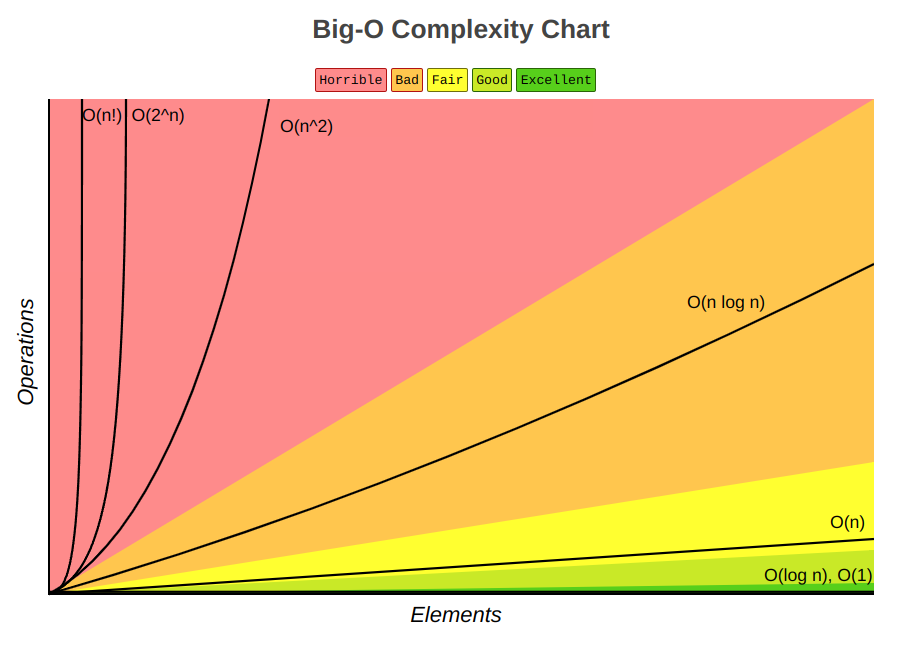 Big-O Complexity Chart
Horrible Bad Fair Good Excellent
O(n!) O(2^n)
O(n^2)
O(n log n)
Operations
O(n)
O(log n), O(1)
Elements